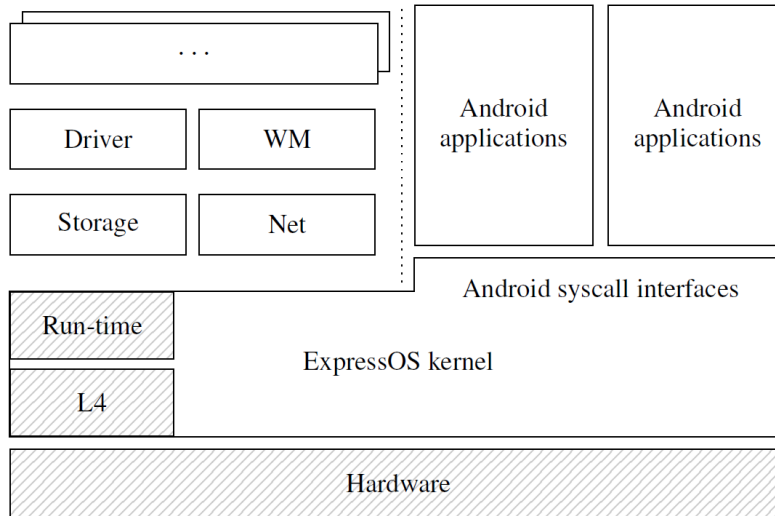 . . .
Driver
WM
Storage
Net
Android
applications
Android
applications
Android syscall interfaces
Run-time
ExpressOS kernel
L4
Hardware